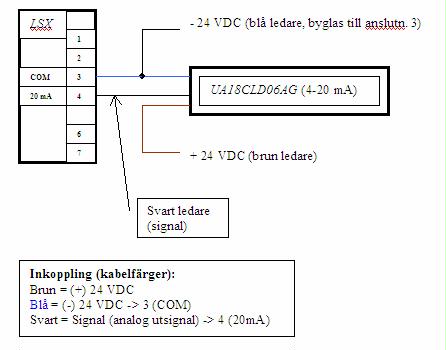 LSX
- 24 VDC (blå ledare, byglas till anslutn. 3)
1
2
COM 3
20 mA 4
UA18CLD06AG (4-20 mA)
6
7
+ 24 VDC (brun ledare)
Svart ledare
(signal)
Inkoppling (kabelfärger):
Brun = (+) 24 VDC
Blå = (-) 24 VDC -> 3 (COM)
Svart = Signal (analog utsignal) -> 4 (20mA)